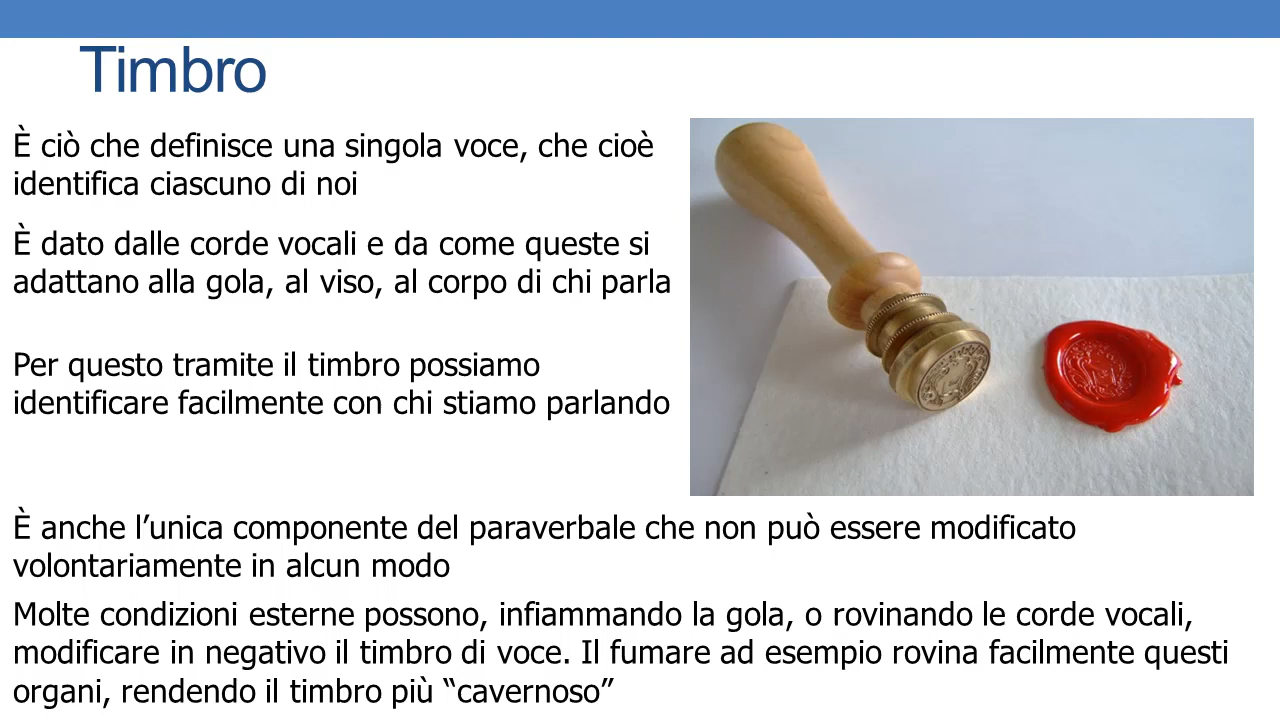 Timbro
È ciò che definisce una singola voce, che cioè
identifica ciascuno di noi
È dato dalle corde vocali e da come queste si
adattano alla gola, al viso, al corpo di chi parla
Per questo tramite il timbro possiamo
identificare facilmente con chi stiamo parlando
È anche l’unica componente del paraverbale che non può essere modificato
volontariamente in alcun modo
Molte condizioni esterne possono, infiammando la gola, o rovinando le corde vocali,
modificare in negativo il timbro di voce. Il fumare ad esempio rovina facilmente questi
organi, rendendo il timbro più “cavernoso”